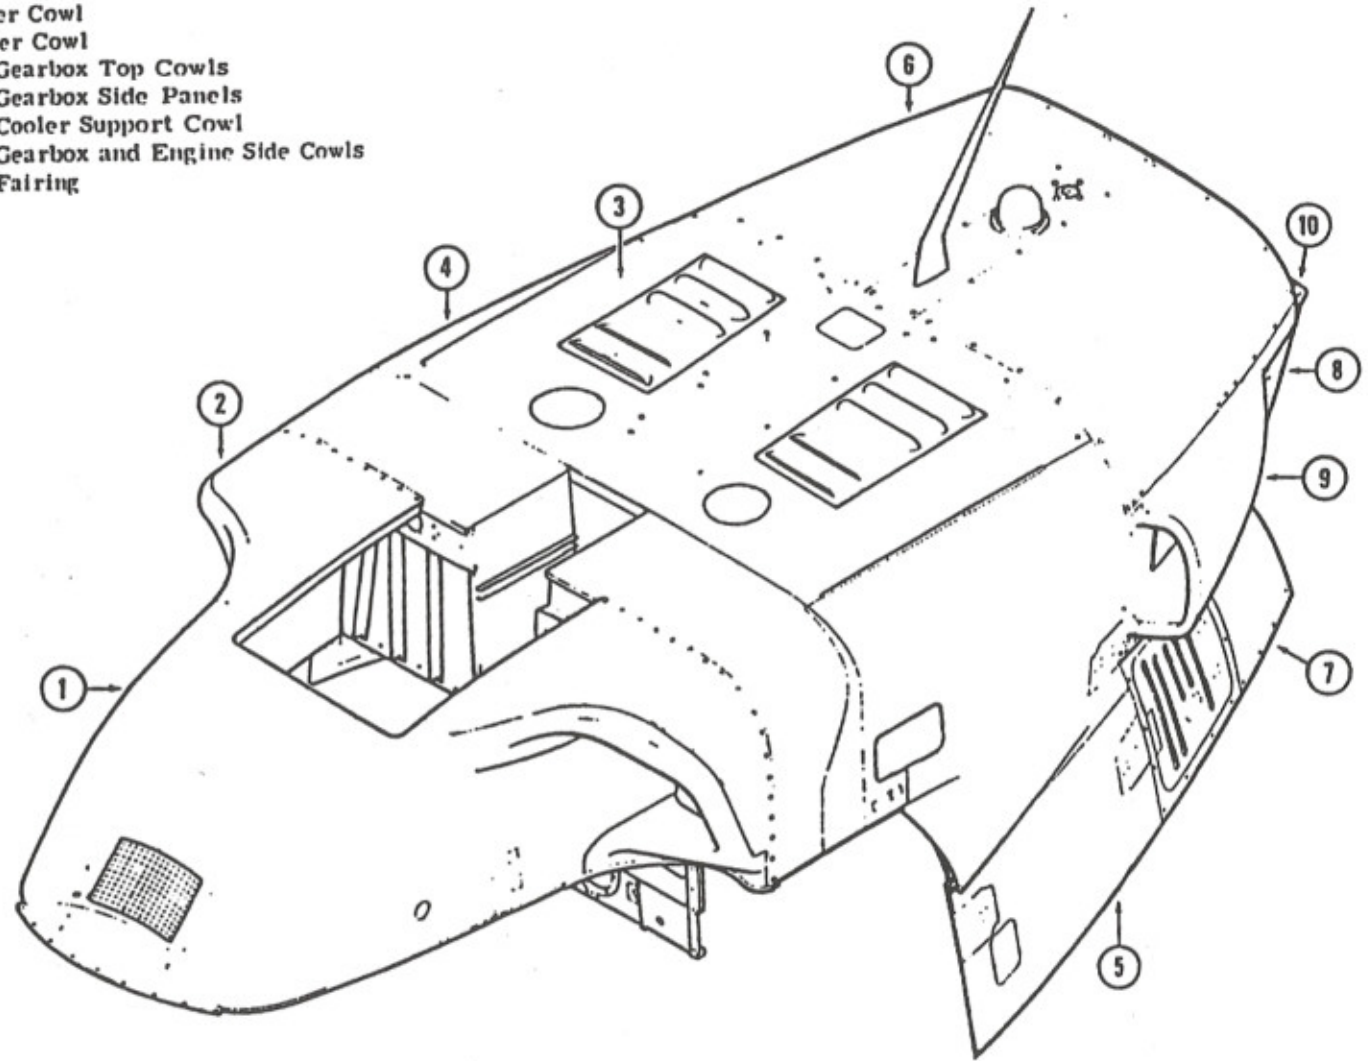 er Cowl
er Cowl
Gearbox Top Cowls
Gearbox Side Panels
Cooler Support Cowl
Gearbox and Engine Side Cowls
Fairing
6
3
10
4
8
2
9
1
7
5